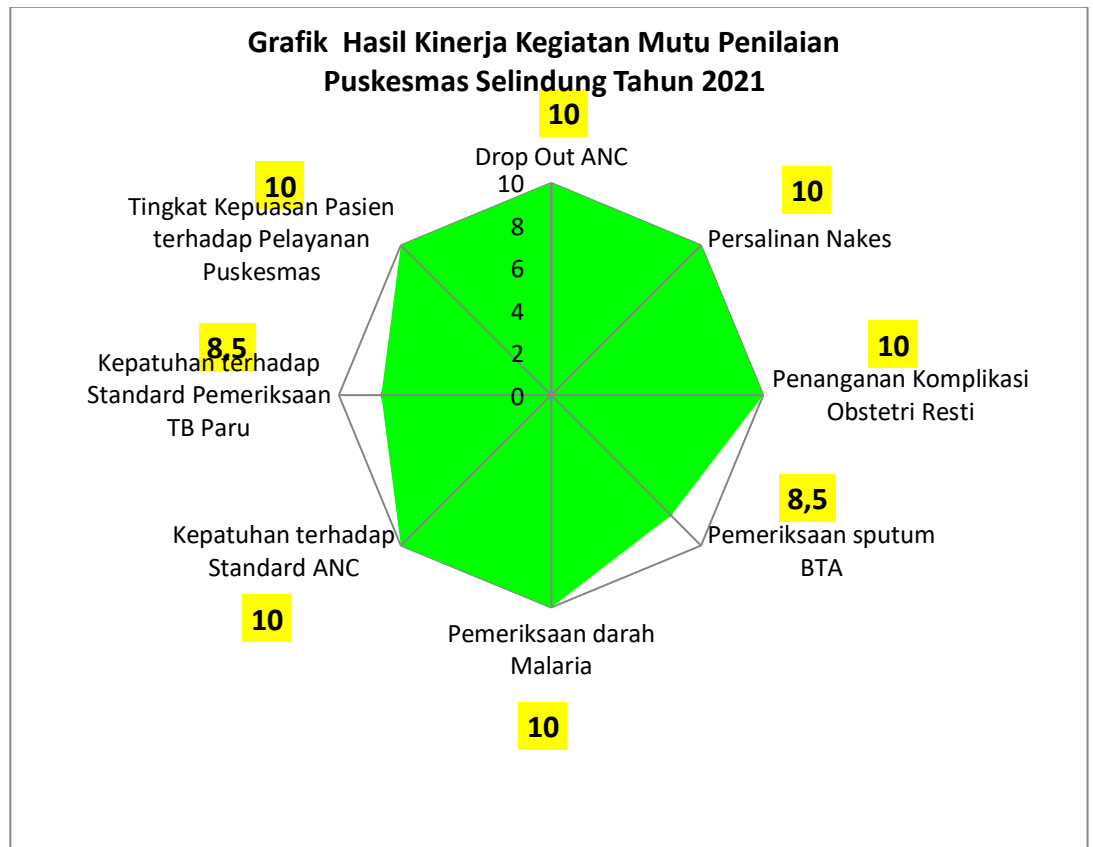 Grafik Hasil Kinerja Kegiatan Mutu Penilaian
Puskesmas Selindung Tahun 2021
10
Drop Out ANC
10
Persalinan Nakes
10
Penanganan Komplikasi
Obstetri Resti
8,5
Pemeriksaan sputum
BTA
Pemeriksaan darah
Malaria
10
Kepatuhan terhadap
Standard ANC
10
8,5
Kepatuhan terhadap
Standard Pemeriksaan
TB Paru
10
Tingkat Kepuasan Pasien
terhadap Pelayanan
Puskesmas
10
8
6
4
2
0